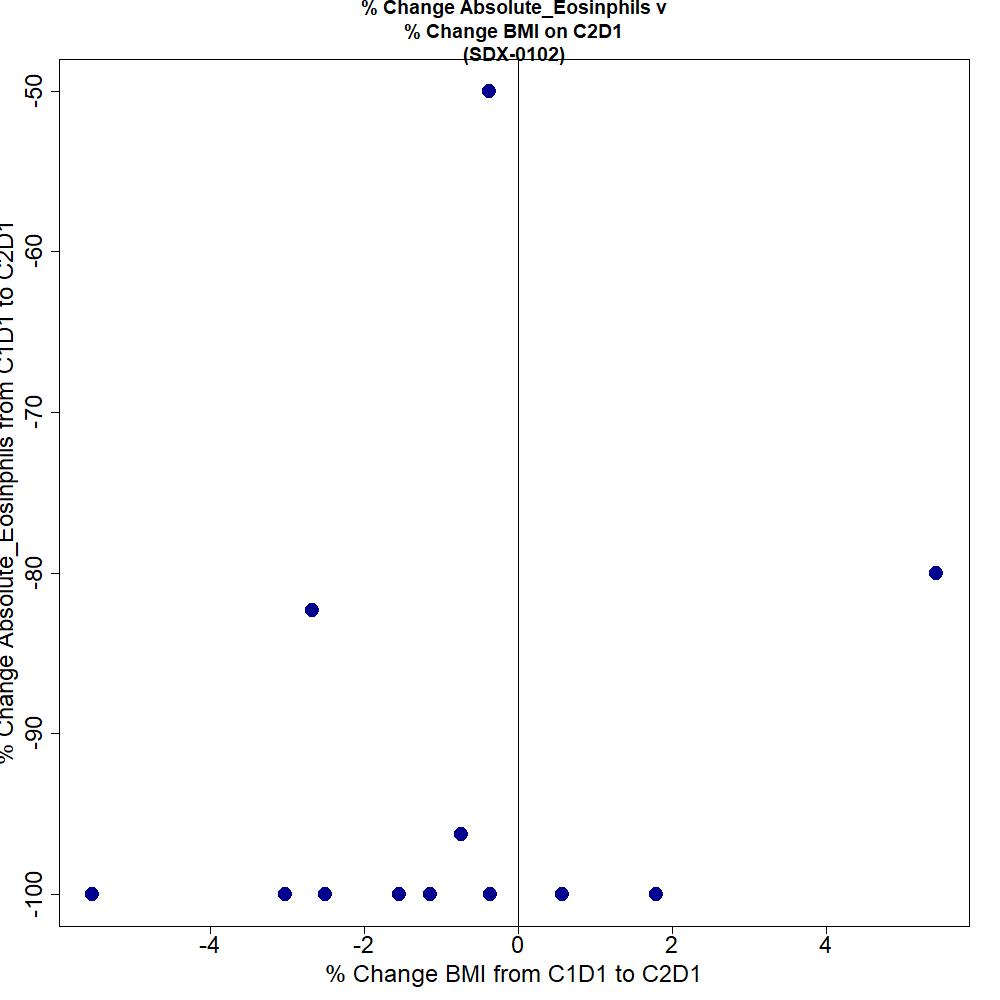 % Change Absolute_Eosinphils v
% Change BMI on C2D1
(SDX-0102)
% Change Absolute_Eosinphils from C1D1 to C2D1
-50
-60
-70
-80
-90
-100
-4
-2
0
2
4
% Change BMI from C1D1 to C2D1